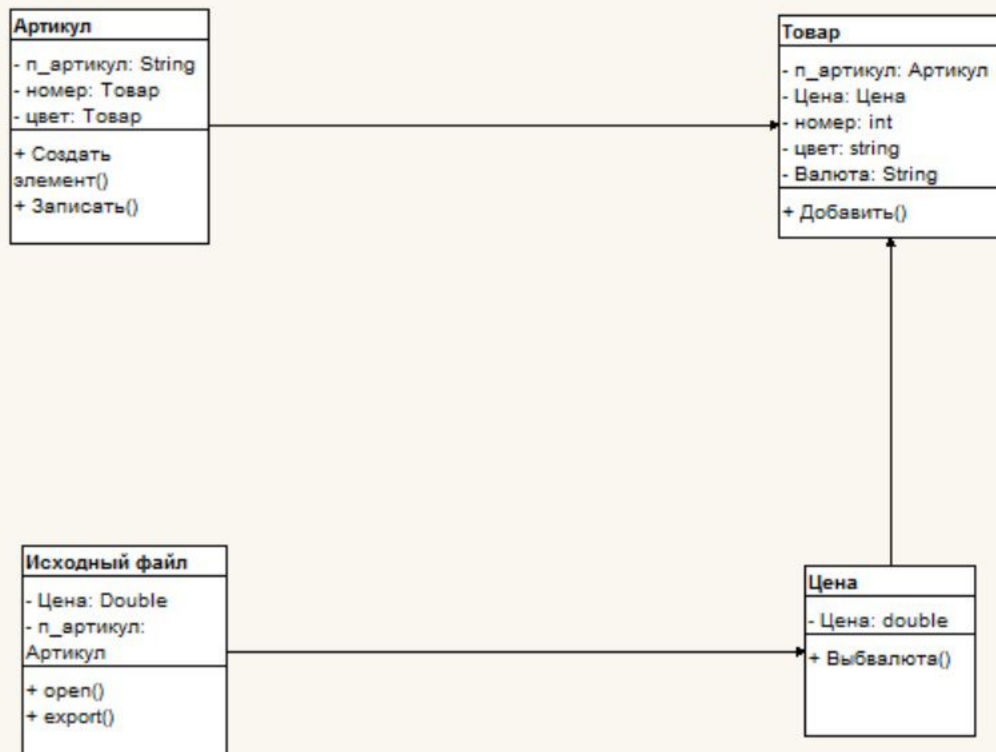 Артикул
- п_артикул: String
- номер: Товар
- цвет: Товар
+ Создать
элемент()
+ Записать()
Товар
- п_артикул: Артикул
- Цена: Цена
- номер: int
- цвет: string
- Валюта: String
+ Добавить()
Исходный файл
- Цена: Double
- п_артикул:
Артикул
+ open()
+ export()
Цена
- Цена: double
+ Выбвалюта()